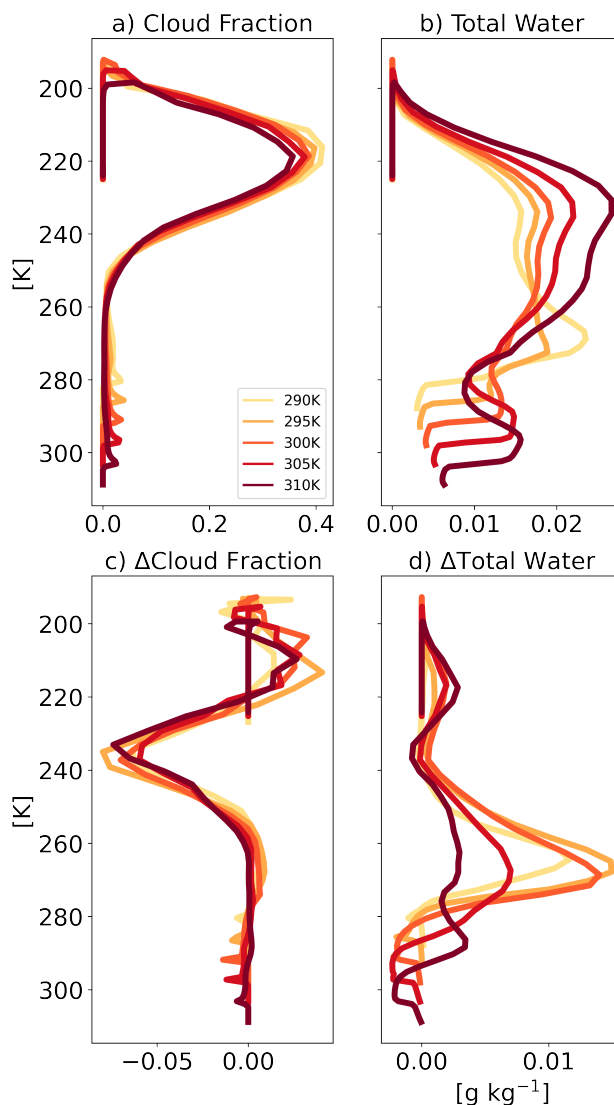 a) Cloud Fraction
b) Total Water
200
220
240
260
280
300
[K]
290K
295K
300K
305K
310K
0.0
0.2
0.4
0.00
0.01
0.02
c) ΔCloud Fraction
d) ΔTotal Water
200
220
240
260
280
300
[K]
−0.05
0.00
0.00
0.01
[g kg⁻¹]